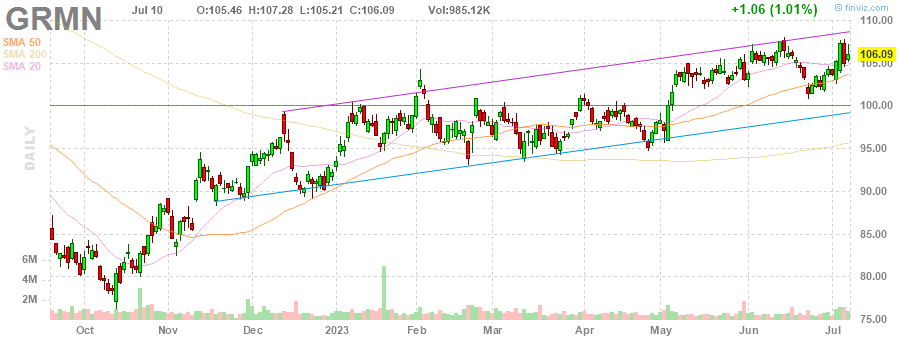 GRMN Jul 10 O:105.46 H:107.28 L:105.21 C:106.09 Vol:985.12K +1.06 (1.01%) © finviz.com
SMA 50
SMA 200
SMA 20
DAILY
6M
4M
2M
110.00
106.09
105.00
100.00
95.00
90.00
85.00
80.00
75.00
Oct Nov Dec 2023 Feb Mar Apr May Jun Jul